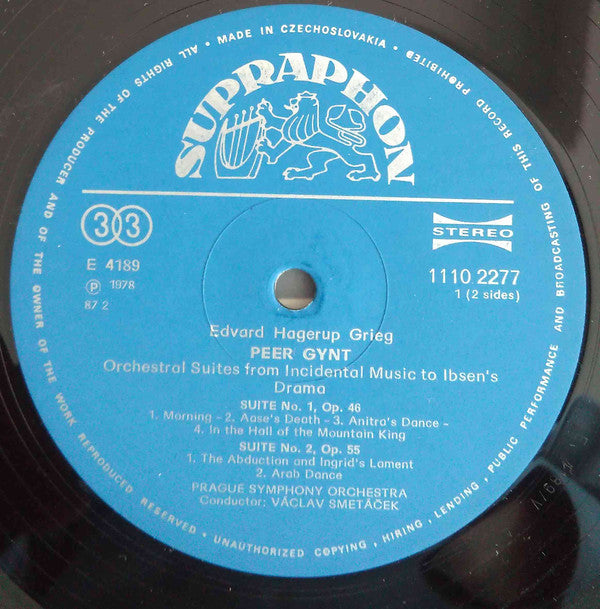 • MADE IN CZECHOSLOVAKIA •
ALL RIGHTS OF THE PRODUCER AND OF THE OWNER OF THE WORK REPRODUCED RESERVED • UNAUTHORIZED COPYING, HIRING, LENDING, PUBLIC PERFORMANCE AND BROADCASTING OF THIS RECORD PROHIBITED
SUPRAPHON
33
STEREO
E 4189
1110 2277
Ⓟ 1978
1 (2 sides)
87 2
Edvard Hagerup Grieg
PEER GYNT
Orchestral Suites from Incidental Music to Ibsen's
Drama
SUITE No. 1, Op. 46
1. Morning – 2. Aase's Death – 3. Anitra's Dance –
4. In the Hall of the Mountain King
SUITE No. 2, Op. 55
1. The Abduction and Ingrid's Lament
2. Arab Dance
PRAGUE SYMPHONY ORCHESTRA
Conductor: VÁCLAV SMETÁČEK